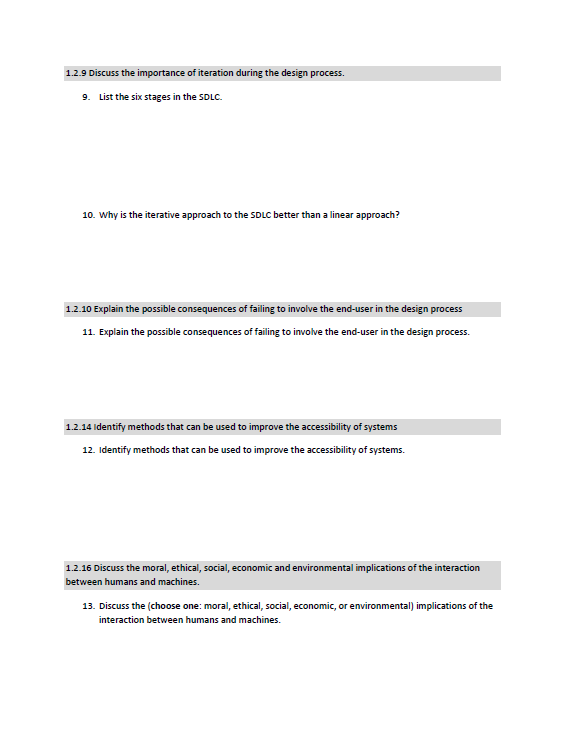 1.2.9 Discuss the importance of iteration during the design process.
9. List the six stages in the SDLC.
10. Why is the iterative approach to the SDLC better than a linear approach?
1.2.10 Explain the possible consequences of failing to involve the end-user in the design process
11. Explain the possible consequences of failing to involve the end-user in the design process.
1.2.14 Identify methods that can be used to improve the accessibility of systems
12. Identify methods that can be used to improve the accessibility of systems.
1.2.16 Discuss the moral, ethical, social, economic and environmental implications of the interaction
between humans and machines.
13. Discuss the (choose one: moral, ethical, social, economic, or environmental) implications of the
interaction between humans and machines.